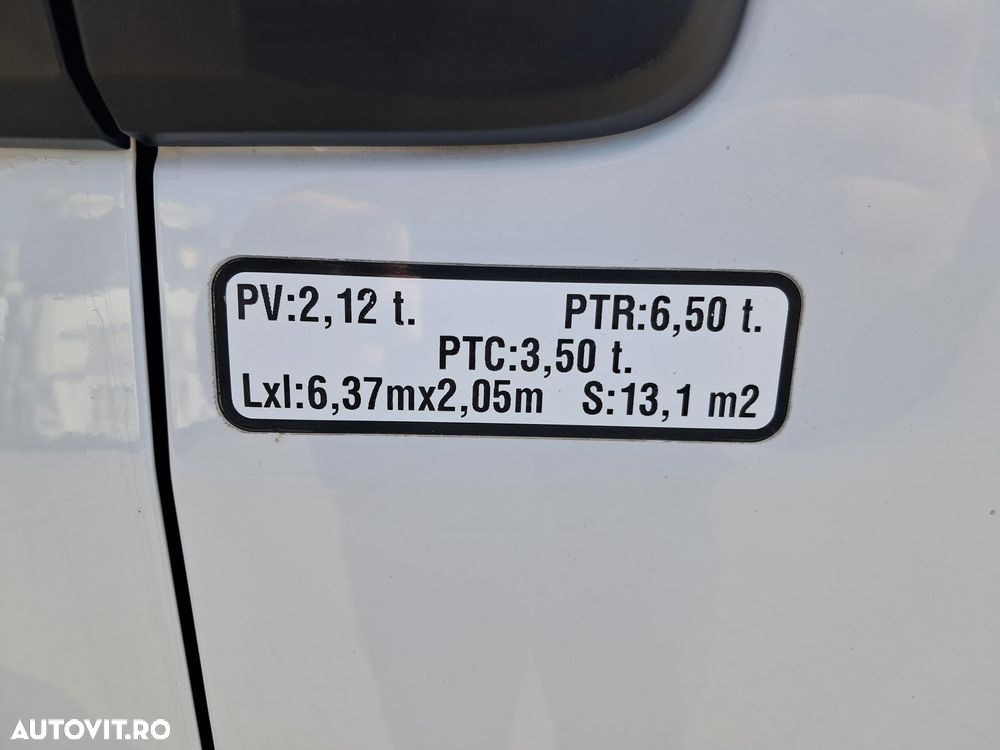 PV:2,12 t. PTR:6,50 t.
PTC:3,50 t.
Lxl:6,37mx2,05m S:13,1 m2
AUTOVIT.RO